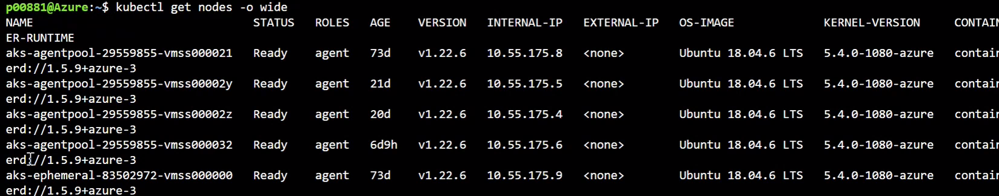 p00881@Azure:~$ kubectl get nodes -o wide
NAME STATUS ROLES AGE VERSION INTERNAL-IP EXTERNAL-IP OS-IMAGE KERNEL-VERSION CONTAIN
ER-RUNTIME
aks-agentpool-29559855-vmss000021 Ready agent 73d v1.22.6 10.55.175.8 <none> Ubuntu 18.04.6 LTS 5.4.0-1080-azure contain
erd://1.5.9+azure-3
aks-agentpool-29559855-vmss00002y Ready agent 21d v1.22.6 10.55.175.5 <none> Ubuntu 18.04.6 LTS 5.4.0-1080-azure contain
erd://1.5.9+azure-3
aks-agentpool-29559855-vmss00002z Ready agent 20d v1.22.6 10.55.175.4 <none> Ubuntu 18.04.6 LTS 5.4.0-1080-azure contain
erd://1.5.9+azure-3
aks-agentpool-29559855-vmss000032 Ready agent 6d9h v1.22.6 10.55.175.6 <none> Ubuntu 18.04.6 LTS 5.4.0-1080-azure contain
erd://1.5.9+azure-3
aks-ephemeral-83502972-vmss000000 Ready agent 73d v1.22.6 10.55.175.9 <none> Ubuntu 18.04.6 LTS 5.4.0-1080-azure contain
erd://1.5.9+azure-3